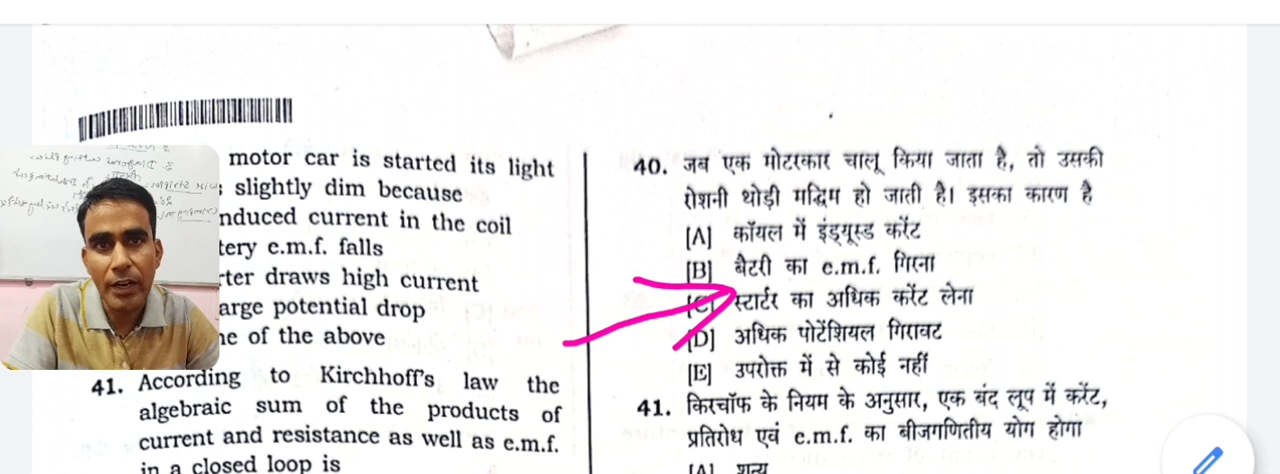 motor car is started its light
slightly dim because
nduced current in the coil
tery e.m.f. falls
rter draws high current
arge potential drop
ne of the above
41. According to Kirchhoff's law the
algebraic sum of the products of
current and resistance as well as e.m.f.
in a closed loop is
40. जब एक मोटरकार चालू किया जाता है, तो उसकी
रोशनी थोड़ी मद्धिम हो जाती है। इसका कारण है
[A] कॉयल में इंड्यूस्ड करेंट
[B] बैटरी का e.m.f. गिरना
[C] स्टार्टर का अधिक करेंट लेना
[D] अधिक पोटेंशियल गिरावट
[E] उपरोक्त में से कोई नहीं
41. किरचॉफ के नियम के अनुसार, एक बंद लूप में करेंट,
प्रतिरोध एवं e.m.f. का बीजगणितीय योग होगा
[A] शून्य